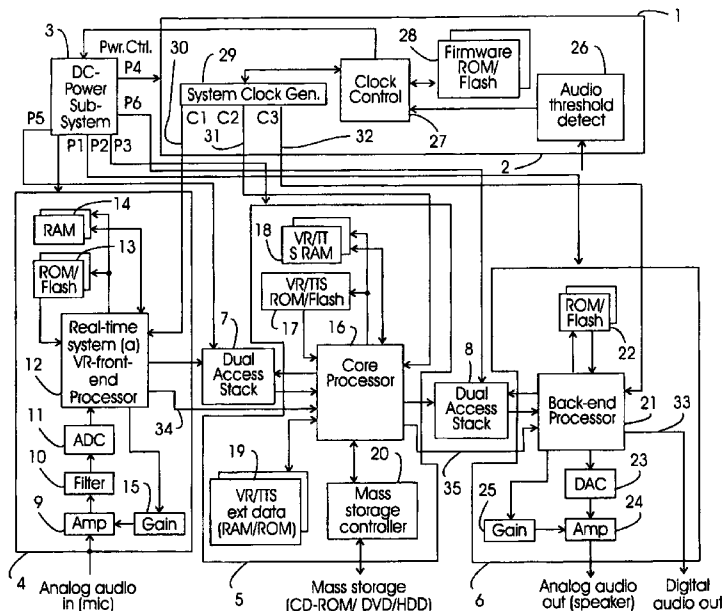 1
3
Pwr.Ctrl.
30
29
28
26
P4
DC-
Power
Sub-
System
Firmware
ROM/
Flash
Clock
Control
Audio
threshold
detect
System Clock Gen.
P5
P6
C1 C2 C3
P1 P2 P3
31
32
27
2
14
RAM
13
ROM/
Flash
VR/TT
S RAM
18
VR/TTS
ROM/Flash
17
16
7
8
ROM/
Flash
22
Real-time
system (a)
VR-front-
end
Processor
12
Dual
Access
Stack
Core
Processor
Dual
Access
Stack
Back-end
Processor
21
33
34
11
ADC
10
Filter
15
9
Amp
Gain
19
VR/TTS
ext data
(RAM/ROM)
20
Mass
storage
controller
35
23
DAC
24
25
Gain
Amp
4
5
6
Analog audio
in (mic)
Mass storage
(CD-ROM/ DVD/HDD)
Analog audio
out (speaker)
Digital
audio out